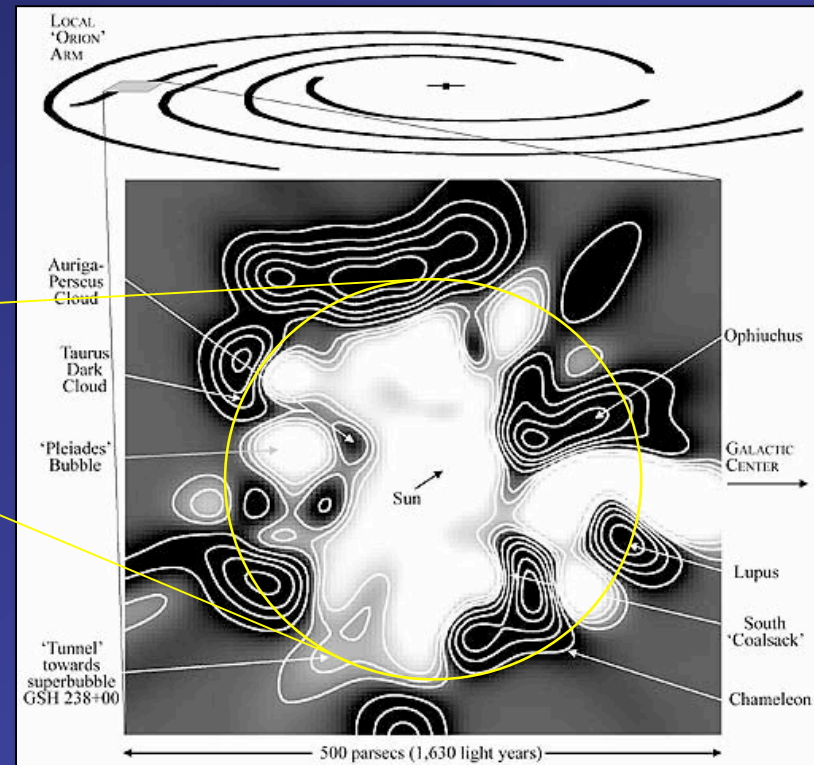 LOCAL
'ORION'
ARM
Auriga-
Perseus
Cloud
Taurus
Dark
Cloud
'Pleiades'
Bubble
'Tunnel'
towards
superbubble
GSH 238+00
Sun
Ophiuchus
GALACTIC
CENTER
Lupus
South
'Coalsack'
Chameleon
500 parsecs (1,630 light years)